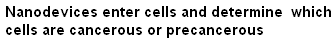 Nanodevices enter cells and determine  which
cells are cancerous or precancerous